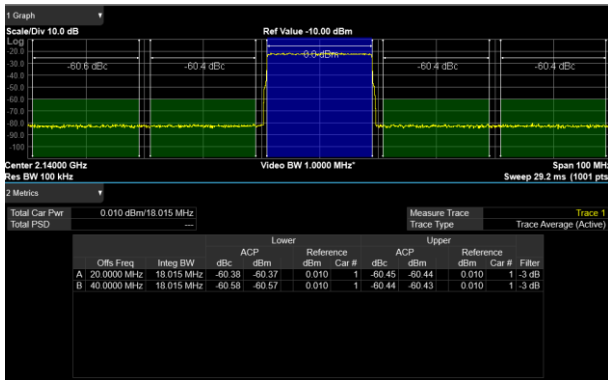 1 Graph
Scale/Div 10.0 dB Ref Value -10.00 dBm
Log
-20.0
-30.0
-40.0
-50.0
-60.0
-70.0
-80.0
-90.0
-100
-60.6 dBc -60.4 dBc 0.0 dBm -60.4 dBc -60.4 dBc
Center 2.14000 GHz Video BW 1.0000 MHz* Span 100 MHz
Res BW 100 kHz Sweep 29.2 ms (1001 pts
2 Metrics
Total Car Pwr 0.010 dBm/18.015 MHz Measure Trace Trace 1
Total PSD --- Trace Type Trace Average (Active)
Lower Upper
ACP Reference ACP Reference
Offs Freq Integ BW dBc dBm dBm Car # dBc dBm dBm Car # Filter
A 20.0000 MHz 18.015 MHz -60.38 -60.37 0.010 1 -60.45 -60.44 0.010 1 -3 dB
B 40.0000 MHz 18.015 MHz -60.58 -60.57 0.010 1 -60.44 -60.43 0.010 1 -3 dB